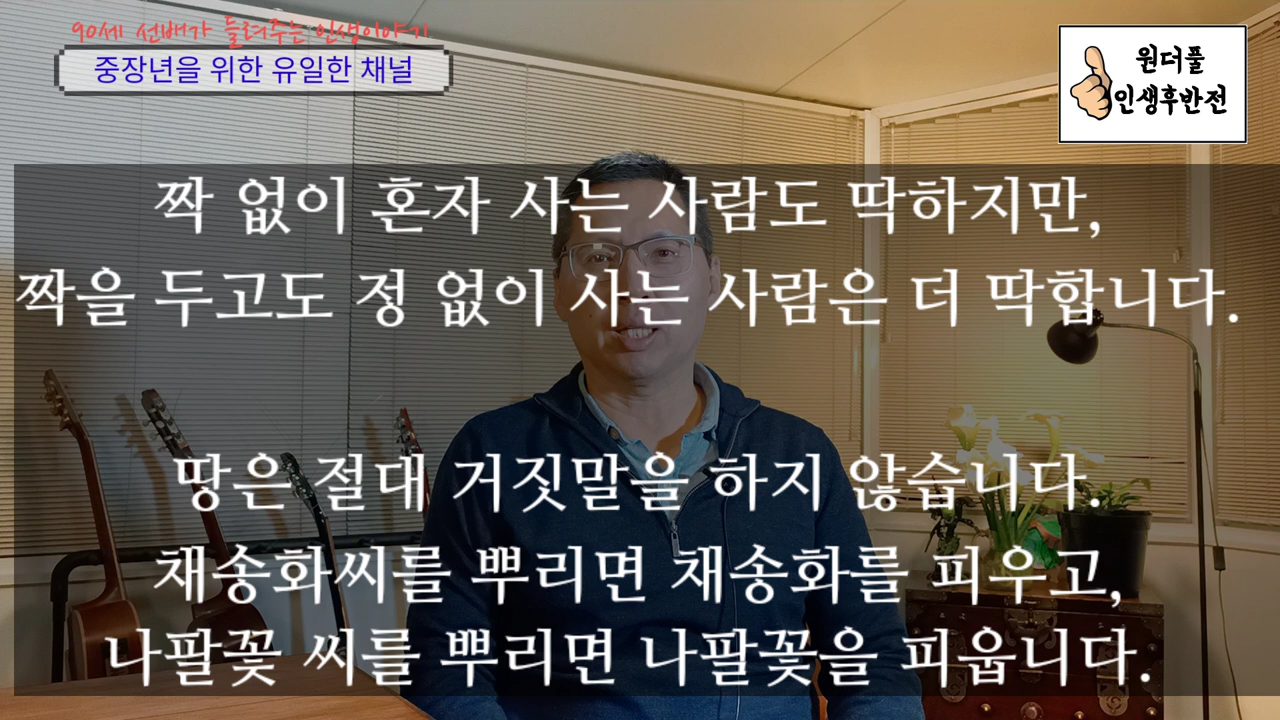 90세 선배가 들려주는 인생이야기
중장년을 위한 유일한 채널
원더풀
인생후반전
짝 없이 혼자 사는 사람도 딱하지만,
짝을 두고도 정 없이 사는 사람은 더 딱합니다.
땅은 절대 거짓말을 하지 않습니다.
채송화씨를 뿌리면 채송화를 피우고,
나팔꽃 씨를 뿌리면 나팔꽃을 피웁니다.